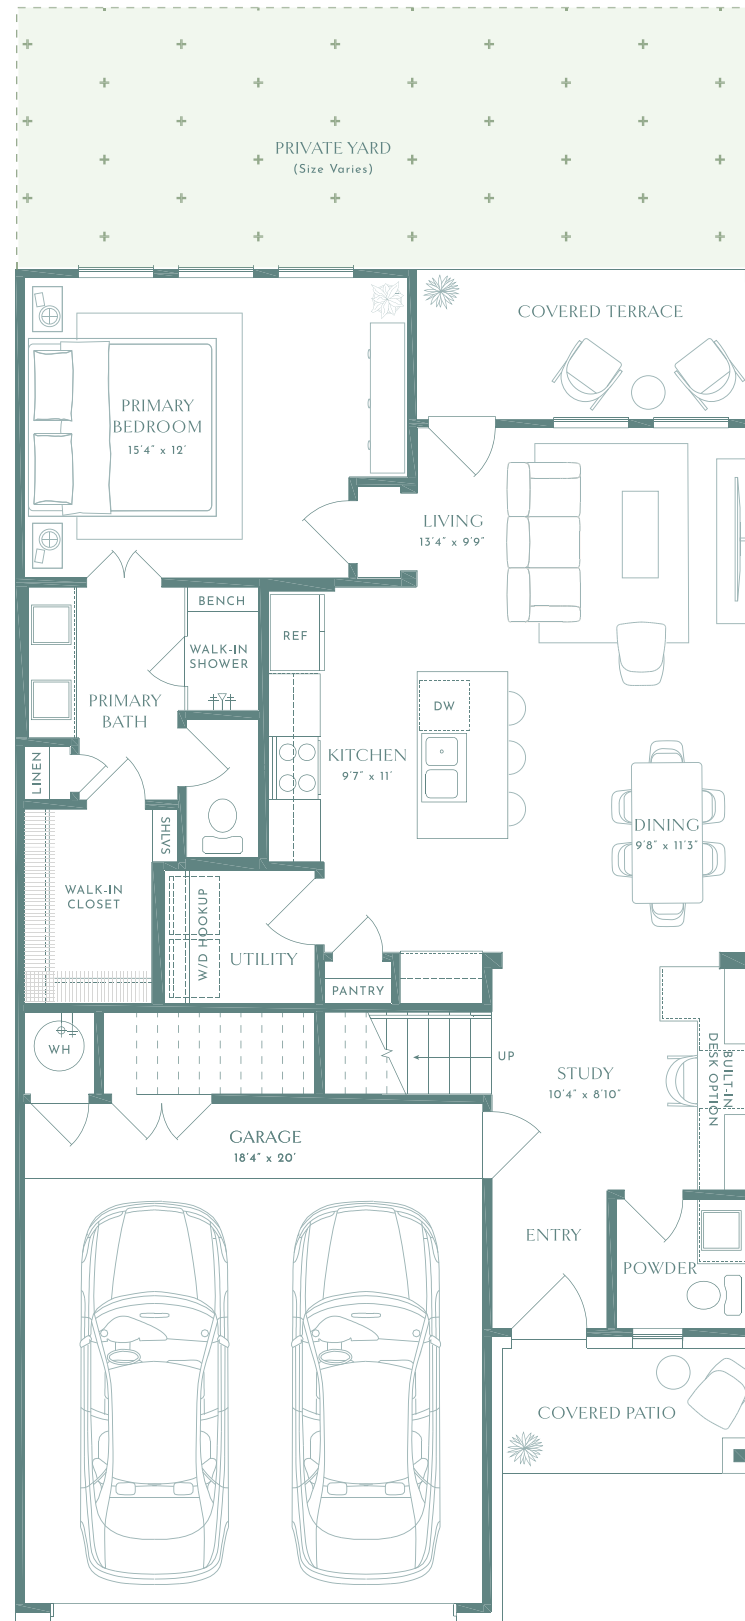 PRIVATE YARD
(Size Varies)
COVERED TERRACE
PRIMARY
BEDROOM
15'4" x 12'
LIVING
13'4" x 9'9"
BENCH
WALK-IN
SHOWER
REF
PRIMARY
BATH
DW
LINEN
KITCHEN
9'7" x 11'
SHLVS
DINING
9'8" x 11'3"
WALK-IN
CLOSET
W/D HOOKUP
UTILITY
PANTRY
WH
UP
STUDY
10'4" x 8'10"
BUILT-IN
DESK OPTION
GARAGE
18'4" x 20'
ENTRY
POWDER
COVERED PATIO